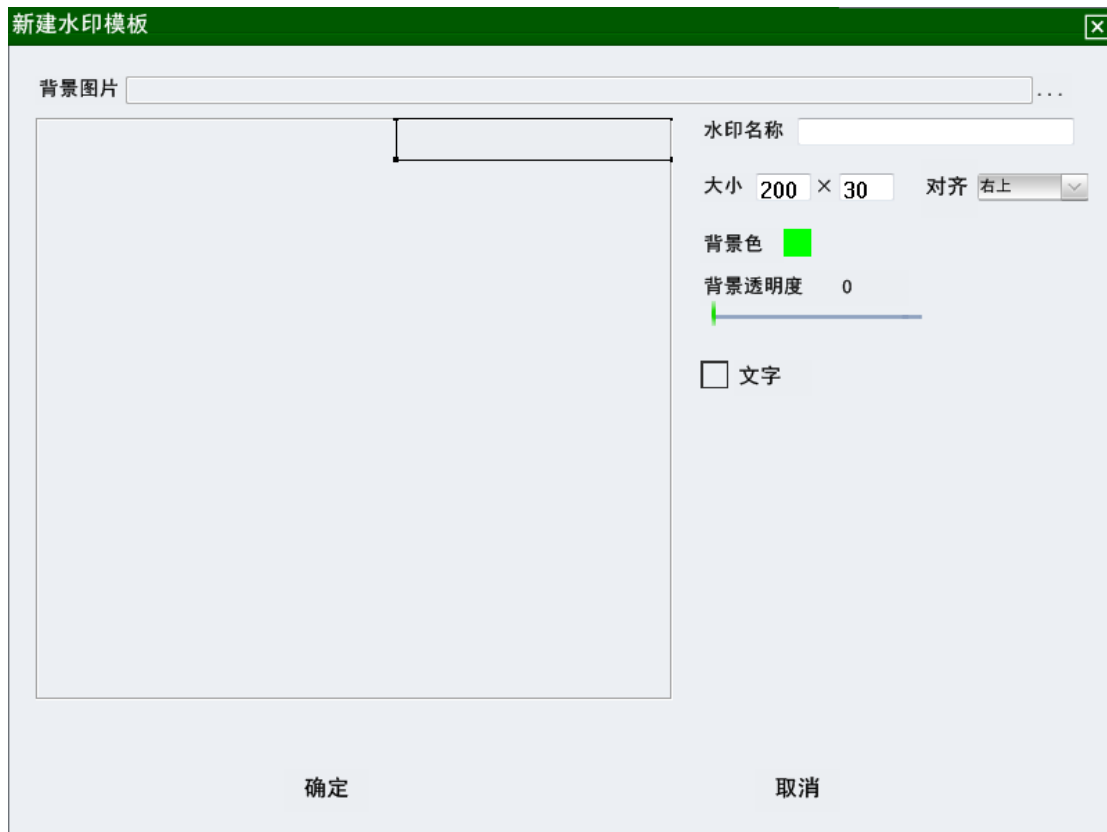 新建水印模板
背景图片 ...
水印名称
大小 200 × 30 对齐 右上
背景色
背景透明度 0
文字
确定 取消